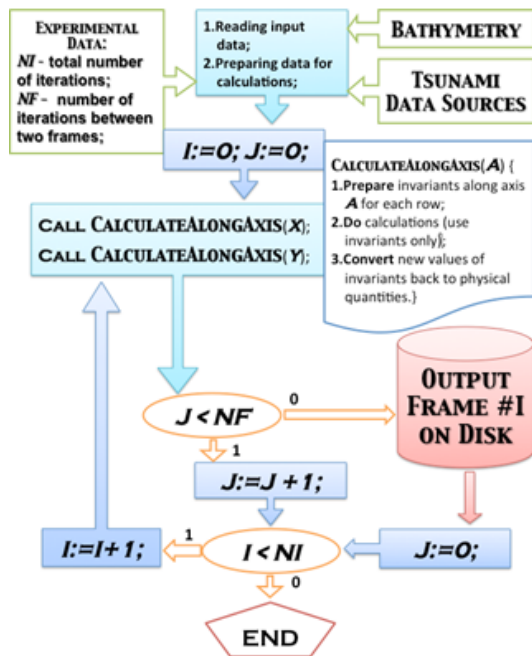 EXPERIMENTAL
DATA:
NI - total number
of iterations;
NF - number of
iterations between
two frames;
1.Reading input
data;
2.Preparing data for
calculations;
BATHYMETRY
TSUNAMI
DATA SOURCES
I:=0; J:=0;
CALL CALCULATEALONGAXIS(X);
CALL CALCULATEALONGAXIS(Y);
CALCULATEALONGAXIS(A) {
1.Prepare invariants along axis
A for each row;
2.Do calculations (use
invariants only);
3.Convert new values of
invariants back to physical
quantities.}
J < NF
0
OUTPUT
FRAME #I
ON DISK
1
J:=J+1;
I:=I+1;
1
I < NI
J:=0;
0
END